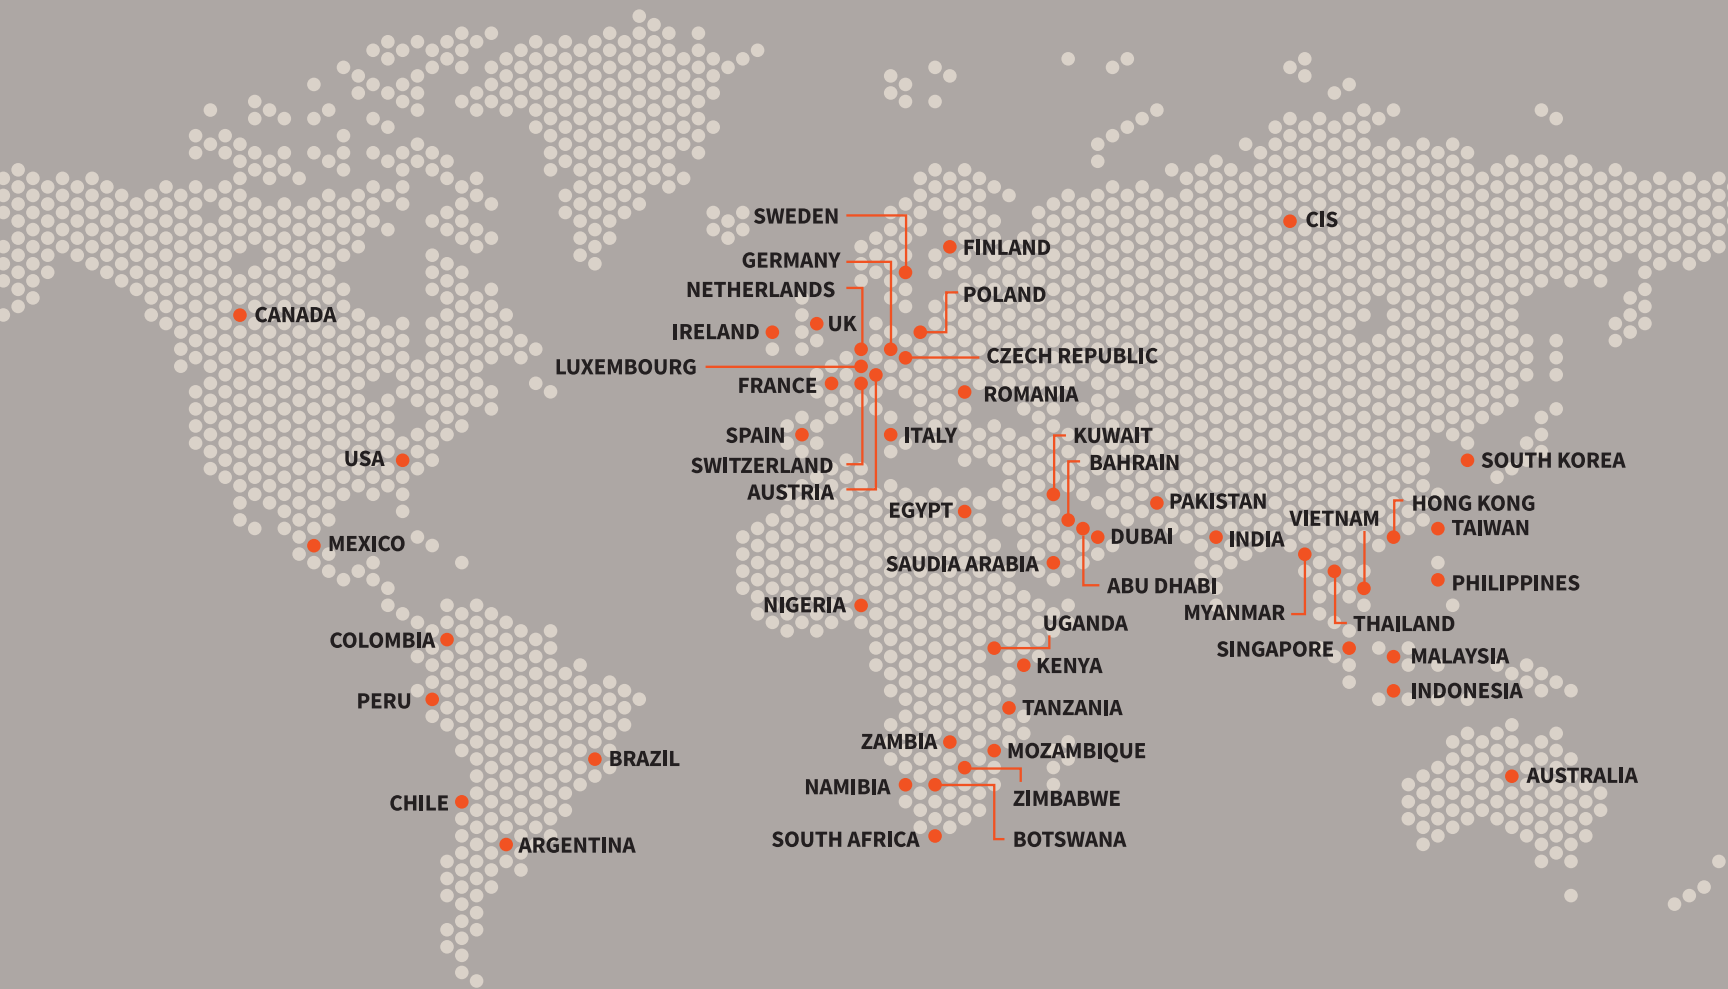 SWEDEN
CIS
FINLAND
GERMANY
NETHERLANDS
POLAND
CANADA
UK
IRELAND
CZECH REPUBLIC
LUXEMBOURG
FRANCE
ROMANIA
SPAIN
ITALY
KUWAIT
USA
SWITZERLAND
BAHRAIN
SOUTH KOREA
AUSTRIA
PAKISTAN
HONG KONG
EGYPT
VIETNAM
TAIWAN
MEXICO
DUBAI
INDIA
SAUDIA ARABIA
ABU DHABI
PHILIPPINES
NIGERIA
MYANMAR
UGANDA
THAILAND
COLOMBIA
SINGAPORE
MALAYSIA
KENYA
INDONESIA
PERU
TANZANIA
ZAMBIA
MOZAMBIQUE
BRAZIL
AUSTRALIA
NAMIBIA
ZIMBABWE
CHILE
SOUTH AFRICA
BOTSWANA
ARGENTINA